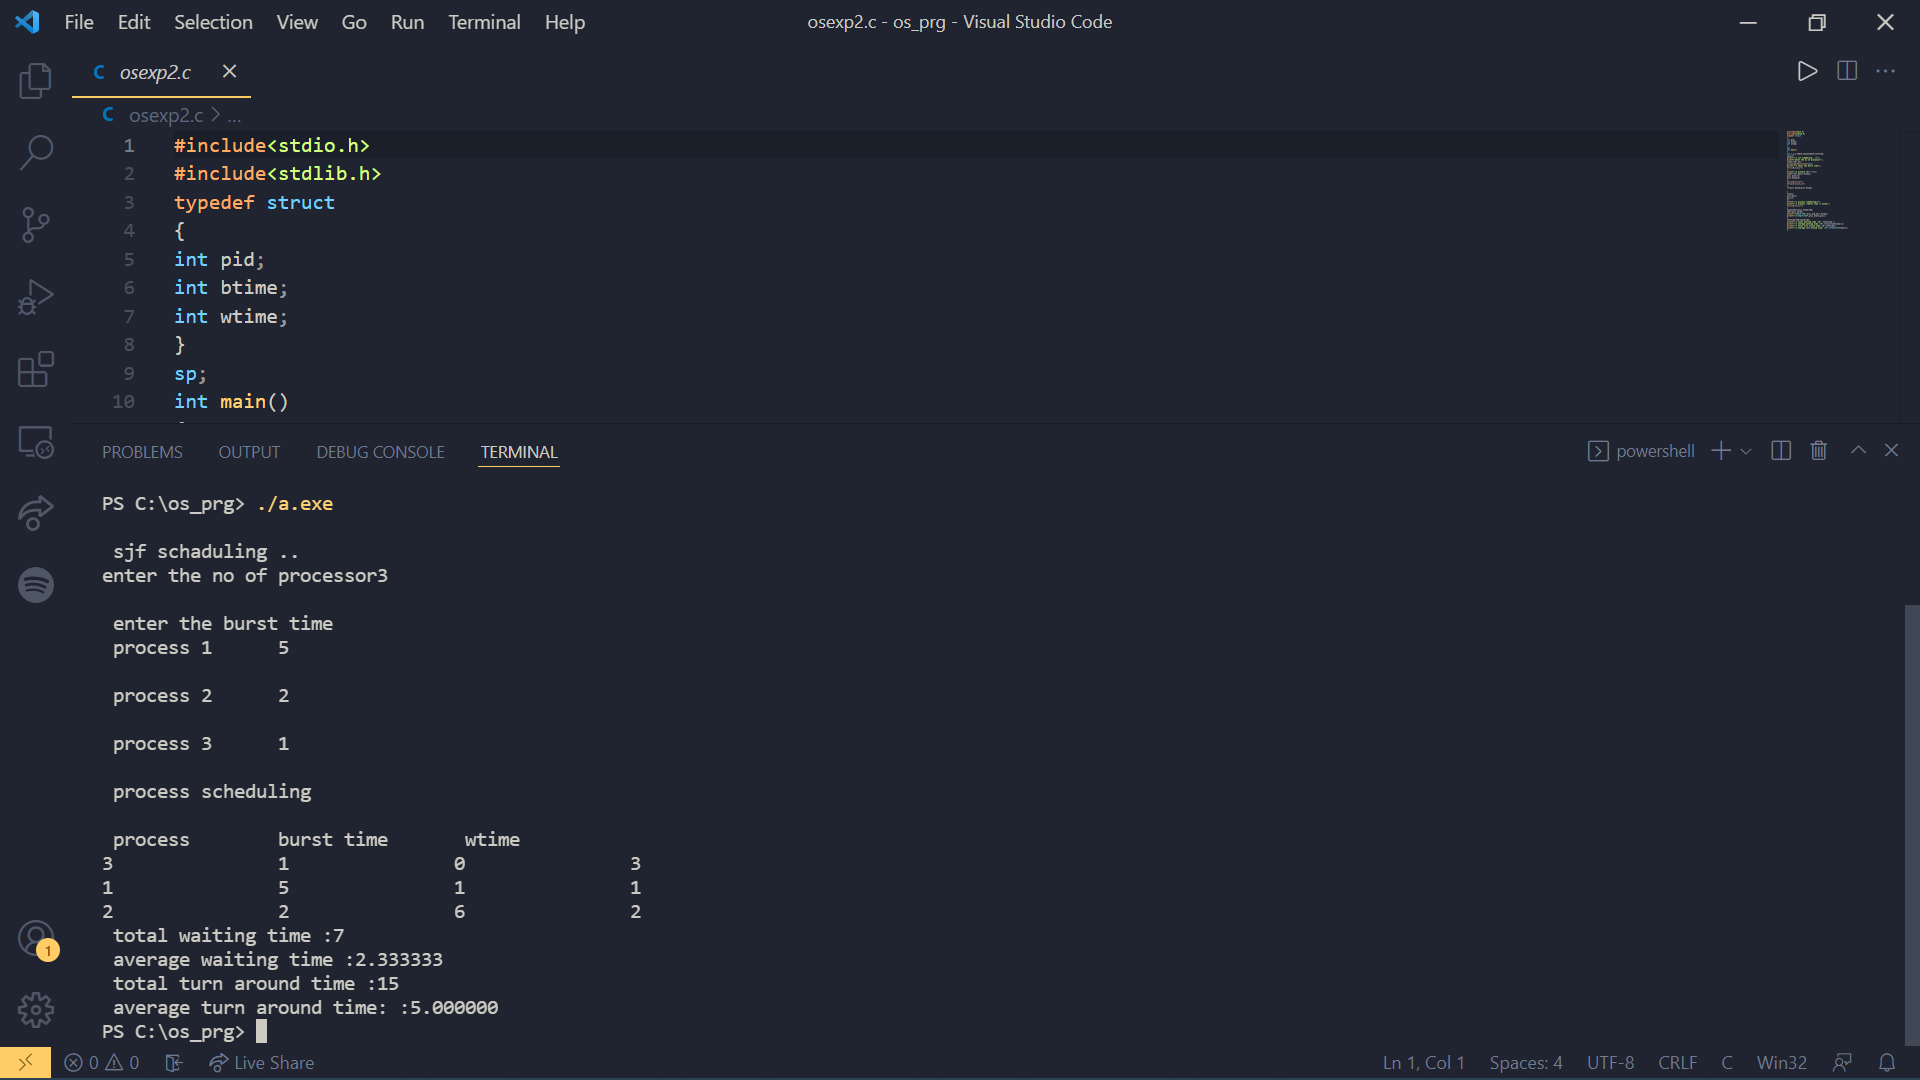 File Edit Selection View Go Run Terminal Help osexp2.c - os_prg - Visual Studio Code
C osexp2.c
C osexp2.c > ...
1 #include<stdio.h>
2 #include<stdlib.h>
3 typedef struct
4 {
5 int pid;
6 int btime;
7 int wtime;
8 }
9 sp;
10 int main()
PROBLEMS OUTPUT DEBUG CONSOLE TERMINAL powershell
PS C:\os_prg> ./a.exe
sjf schaduling ..
enter the no of processor3
enter the burst time
process 1 5
process 2 2
process 3 1
process scheduling
process burst time wtime
3 1 0 3
1 5 1 1
2 2 6 2
total waiting time :7
average waiting time :2.333333
total turn around time :15
average turn around time: :5.000000
PS C:\os_prg>
1
0 0 Live Share Ln 1, Col 1 Spaces: 4 UTF-8 CRLF C Win32